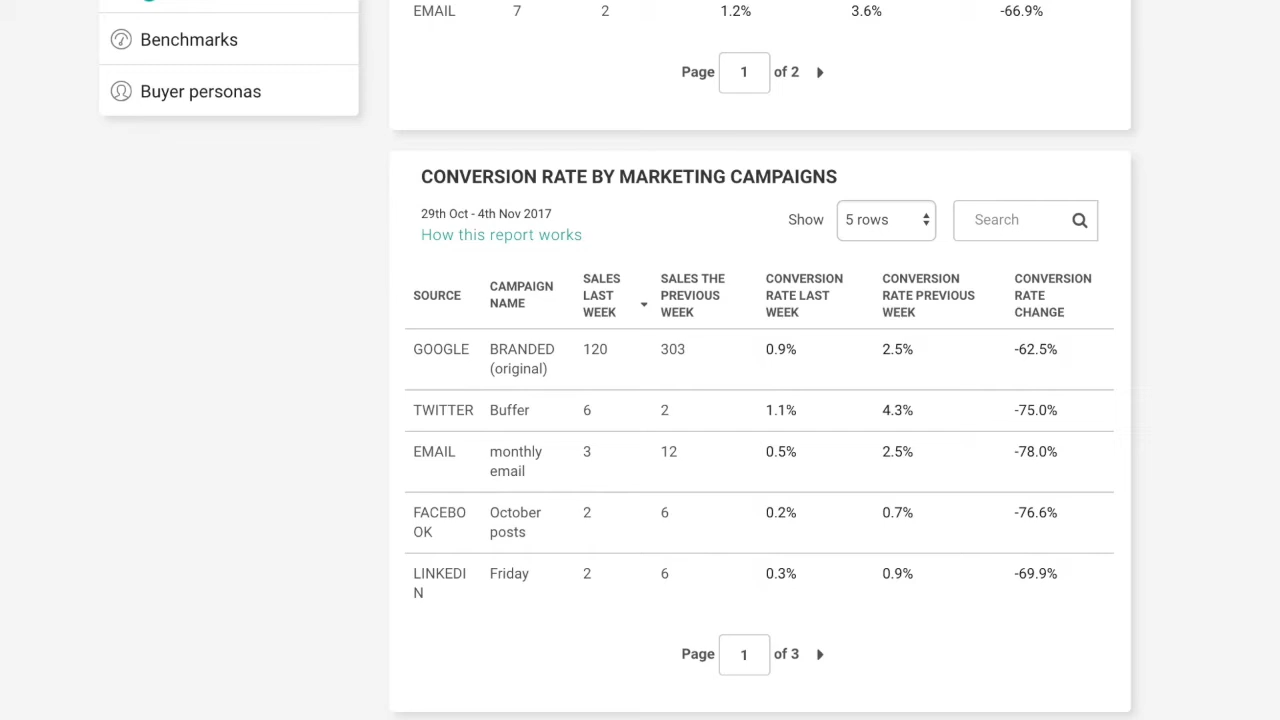 EMAIL 7 2 1.2% 3.6% -66.9%
Benchmarks
Page 1 of 2
Buyer personas
CONVERSION RATE BY MARKETING CAMPAIGNS
29th Oct - 4th Nov 2017
How this report works
Show 5 rows Search
SOURCE
CAMPAIGN
NAME
SALES
LAST
WEEK
SALES THE
PREVIOUS
WEEK
CONVERSION
RATE LAST
WEEK
CONVERSION
RATE PREVIOUS
WEEK
CONVERSION
RATE
CHANGE
GOOGLE BRANDED 120 303 0.9% 2.5% -62.5%
(original)
TWITTER Buffer 6 2 1.1% 4.3% -75.0%
EMAIL monthly 3 12 0.5% 2.5% -78.0%
email
FACEBO October 2 6 0.2% 0.7% -76.6%
OK posts
LINKEDI Friday 2 6 0.3% 0.9% -69.9%
N
Page 1 of 3